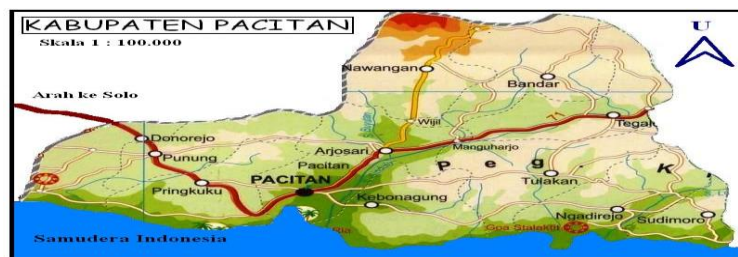 KABUPATEN PACITAN
Skala 1 : 100.000
U
Nawangan
Bandar
Arah ke Solo
Wijil
Tegal
Donorejo
Arjosari
Manguharjo
Punung
Pacitan
P e g K
Pringkuku
PACITAN
Tulakan
Kebonagung
Ngadirejo
Sudimoro
Goa Stalaktit
Samudera Indonesia